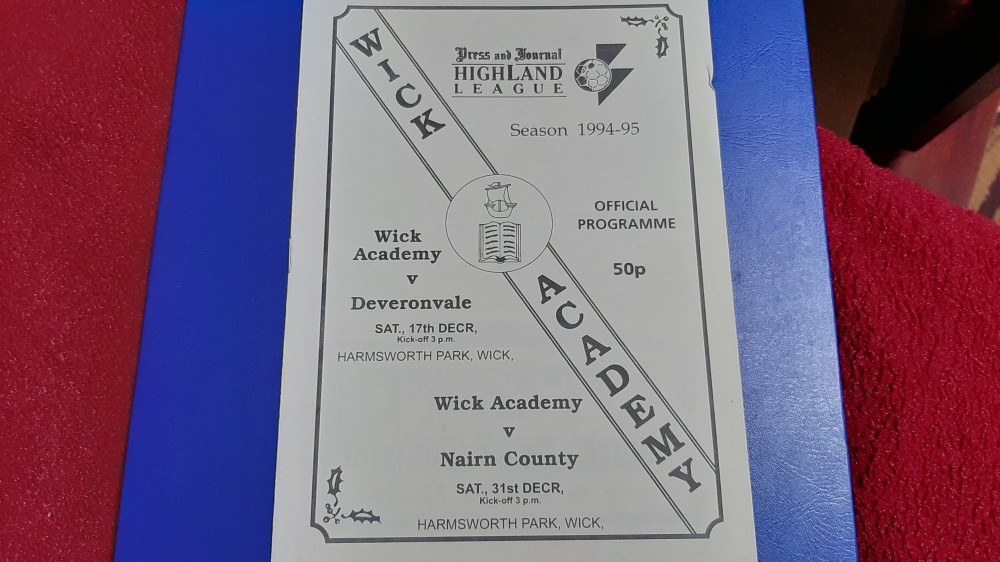 WICK
Press and Journal
HIGHLAND
LEAGUE
Season 1994-95
OFFICIAL
PROGRAMME
50p
Wick
Academy
v
Deveronvale
SAT., 17th DECR,
Kick-off 3 p.m.
HARMSWORTH PARK, WICK,
ACADEMY
Wick Academy
v
Nairn County
SAT., 31st DECR,
Kick-off 3 p.m.
HARMSWORTH PARK, WICK,